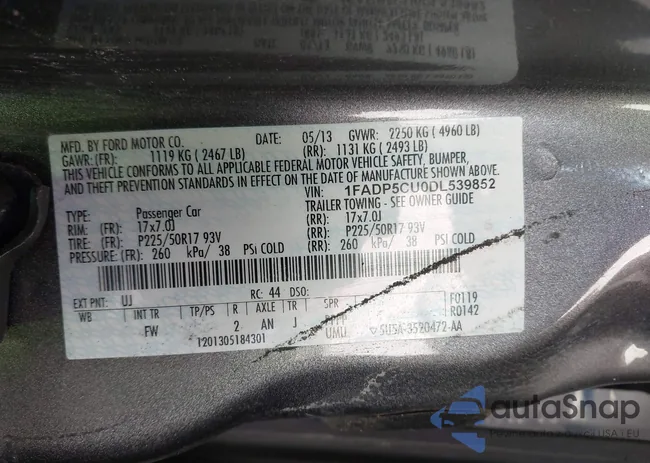 MFD. BY FORD MOTOR CO. DATE: 05/13 GVWR: 2250 KG ( 4960 LB)
GAWR: (FR): 1119 KG ( 2467 LB) (RR): 1131 KG ( 2493 LB)
THIS VEHICLE CONFORMS TO ALL APPLICABLE FEDERAL MOTOR VEHICLE SAFETY, BUMPER,
AND THEFT PREVENTION STANDARDS IN EFFECT ON THE DATE OF MANUFACTURE SHOWN ABOVE.
VIN: 1FADP5CU0DL539852
TYPE: Passenger Car TRAILER TOWING - SEE OWNER GUIDE
RIM: (FR): 17x7.0J (RR): 17x7.0J
TIRE: (FR): P225/50R17 93V (RR): P225/50R17 93V
PRESSURE: (FR): 260 kPa/ 38 PSi COLD (RR): 260 kPa/ 38 PSi COLD
EXT PNT: UJ RC: 44 DSO:
WB INT TR TP/PS R AXLE TR SPR F0119
FW 2 AN J UMLI R0142
1201305184301 5U5A-3520472-AA
autoSnap